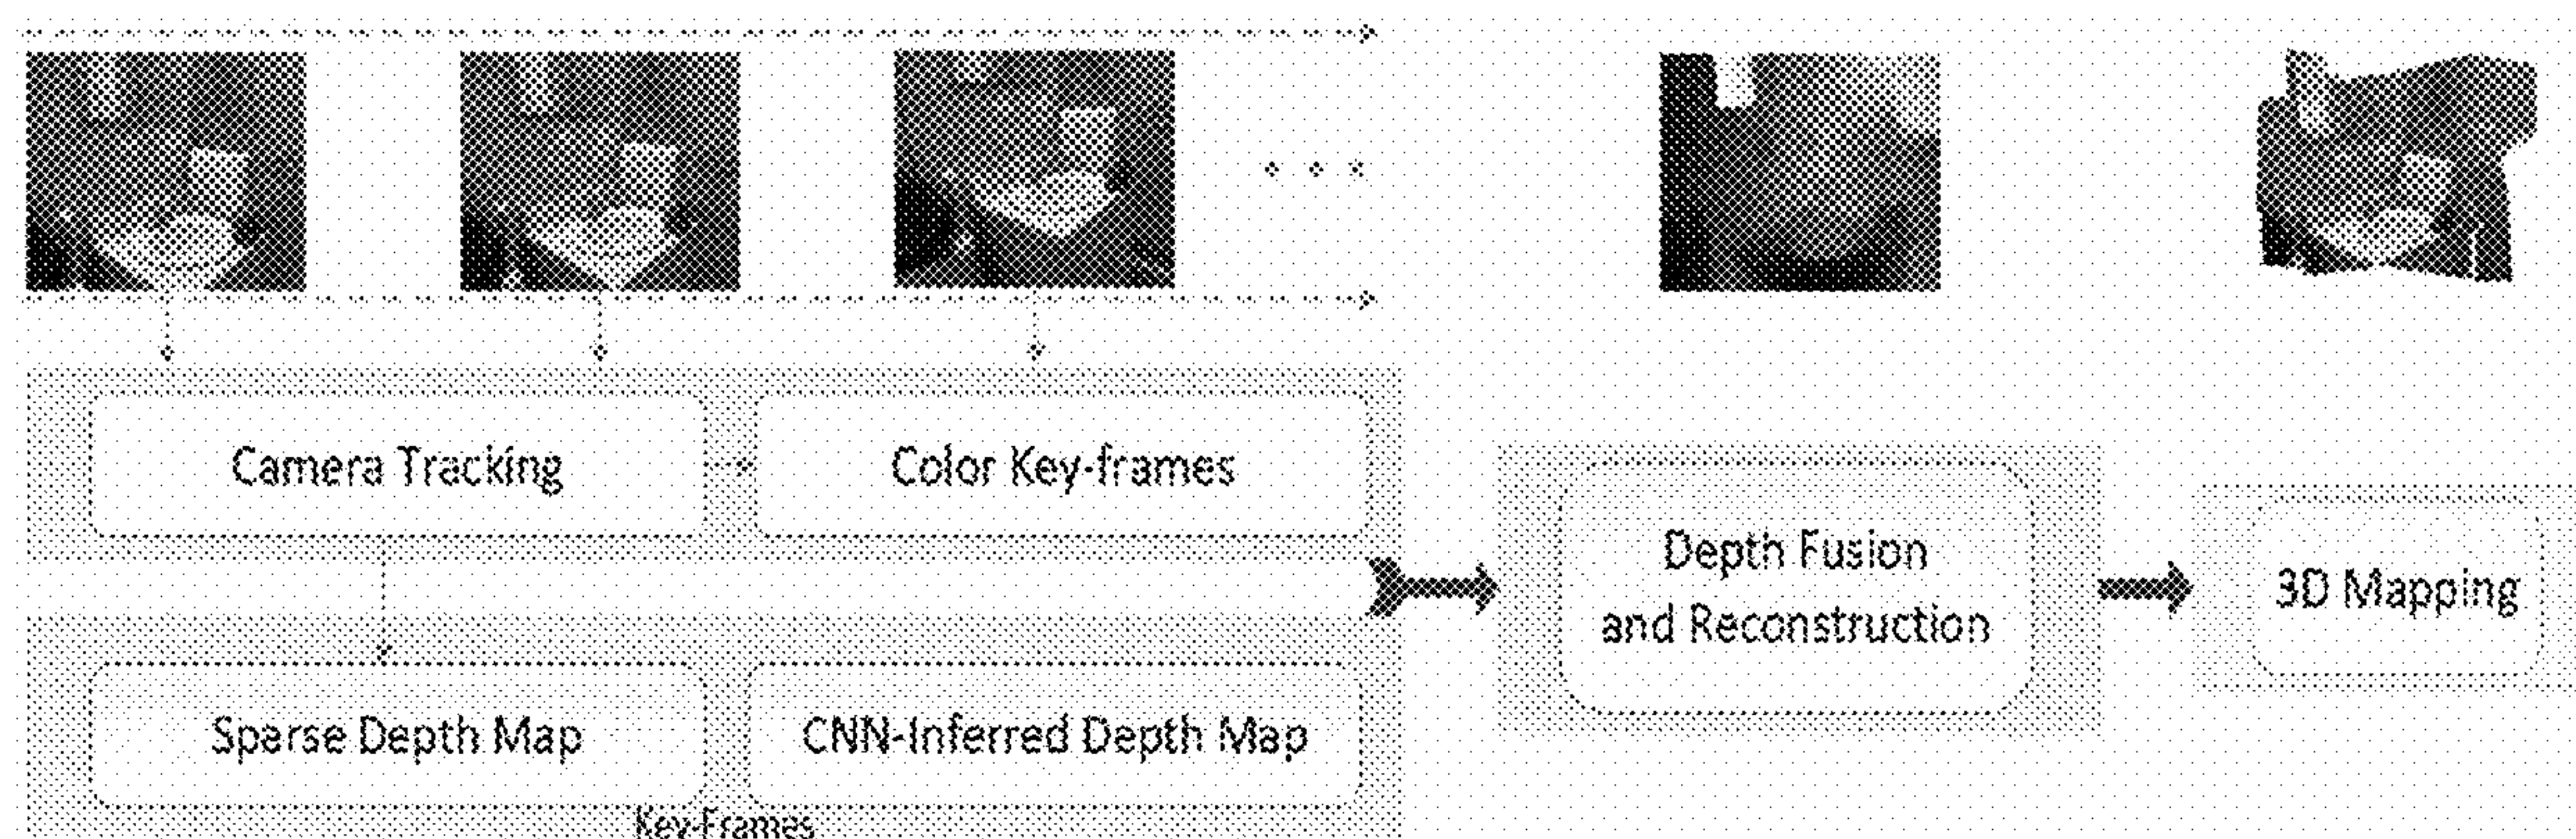 Camera Tracking
Color Key-frames
Depth Fusion
and Reconstruction
3D Mapping
Sparse Depth Map
CNN-Inferred Depth Map
Key-Frames